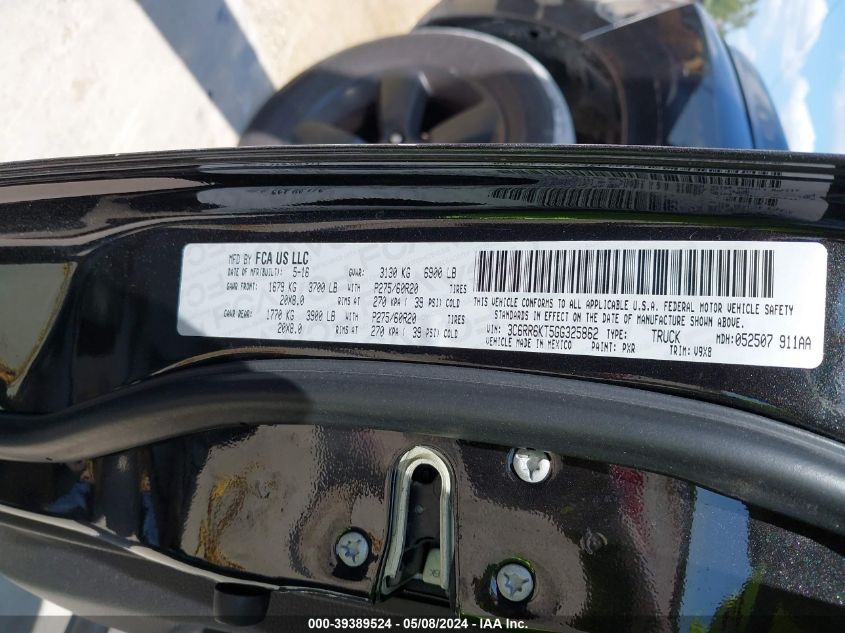 MFD BY FCA US LLC
DATE OF MFR(BUILT): 5-16 GVWR: 3130 KG 6900 LB
GAWR FRONT: 1679 KG 3700 LB WITH P275/60R20 TIRES
20X8.0 RIMS AT 270 KPA ( 39 PSI) COLD
GAWR REAR: 1770 KG 3900 LB WITH P275/60R20 TIRES
20X8.0 RIMS AT 270 KPA ( 39 PSI) COLD
THIS VEHICLE CONFORMS TO ALL APPLICABLE U.S.A. FEDERAL MOTOR VEHICLE SAFETY
STANDARDS IN EFFECT ON THE DATE OF MANUFACTURE SHOWN ABOVE.
VIN: 3C6RR6KT5GG325862 TYPE: TRUCK MDH: 052507 911AA
VEHICLE MADE IN MEXICO PAINT: PXR TRIM: V9X8
000-39389524 - 05/08/2024 - IAA Inc.